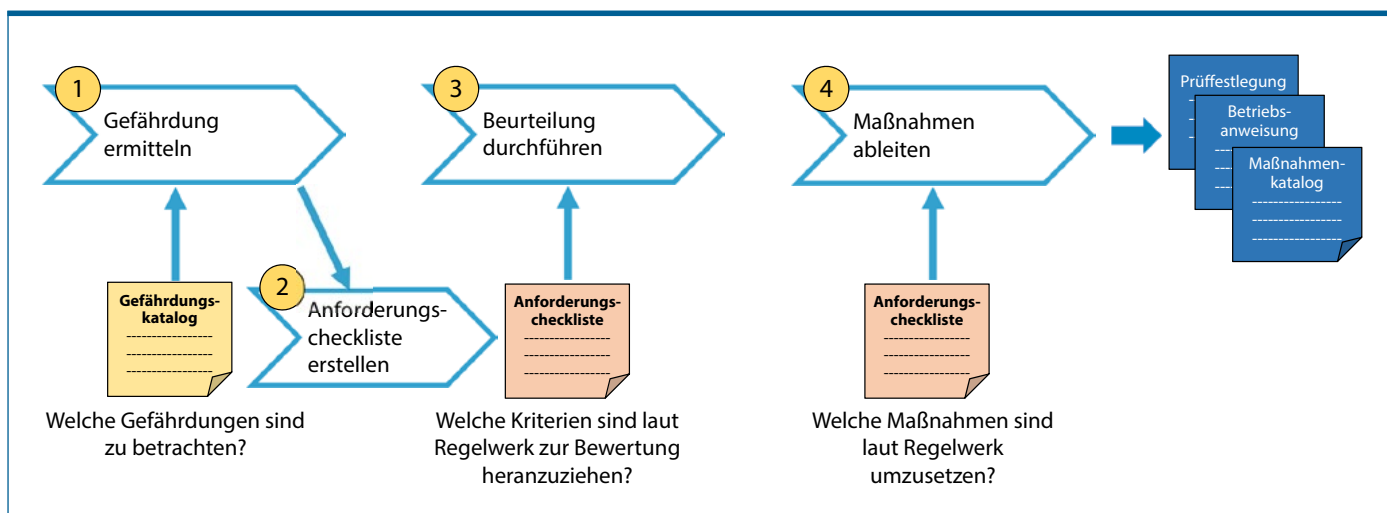 1
Gefährdung
ermitteln
Gefährdungs-
katalog
Welche Gefährdungen sind
zu betrachten?
2
Anforderungs-
checkliste
erstellen
3
Beurteilung
durchführen
Anforderungs-
checkliste
Welche Kriterien sind laut
Regelwerk zur Bewertung
heranzuziehen?
4
Maßnahmen
ableiten
Anforderungs-
checkliste
Welche Maßnahmen sind
laut Regelwerk
umzusetzen?
Prüffestlegung
Betriebs-
anweisung
Maßnahmen-
katalog